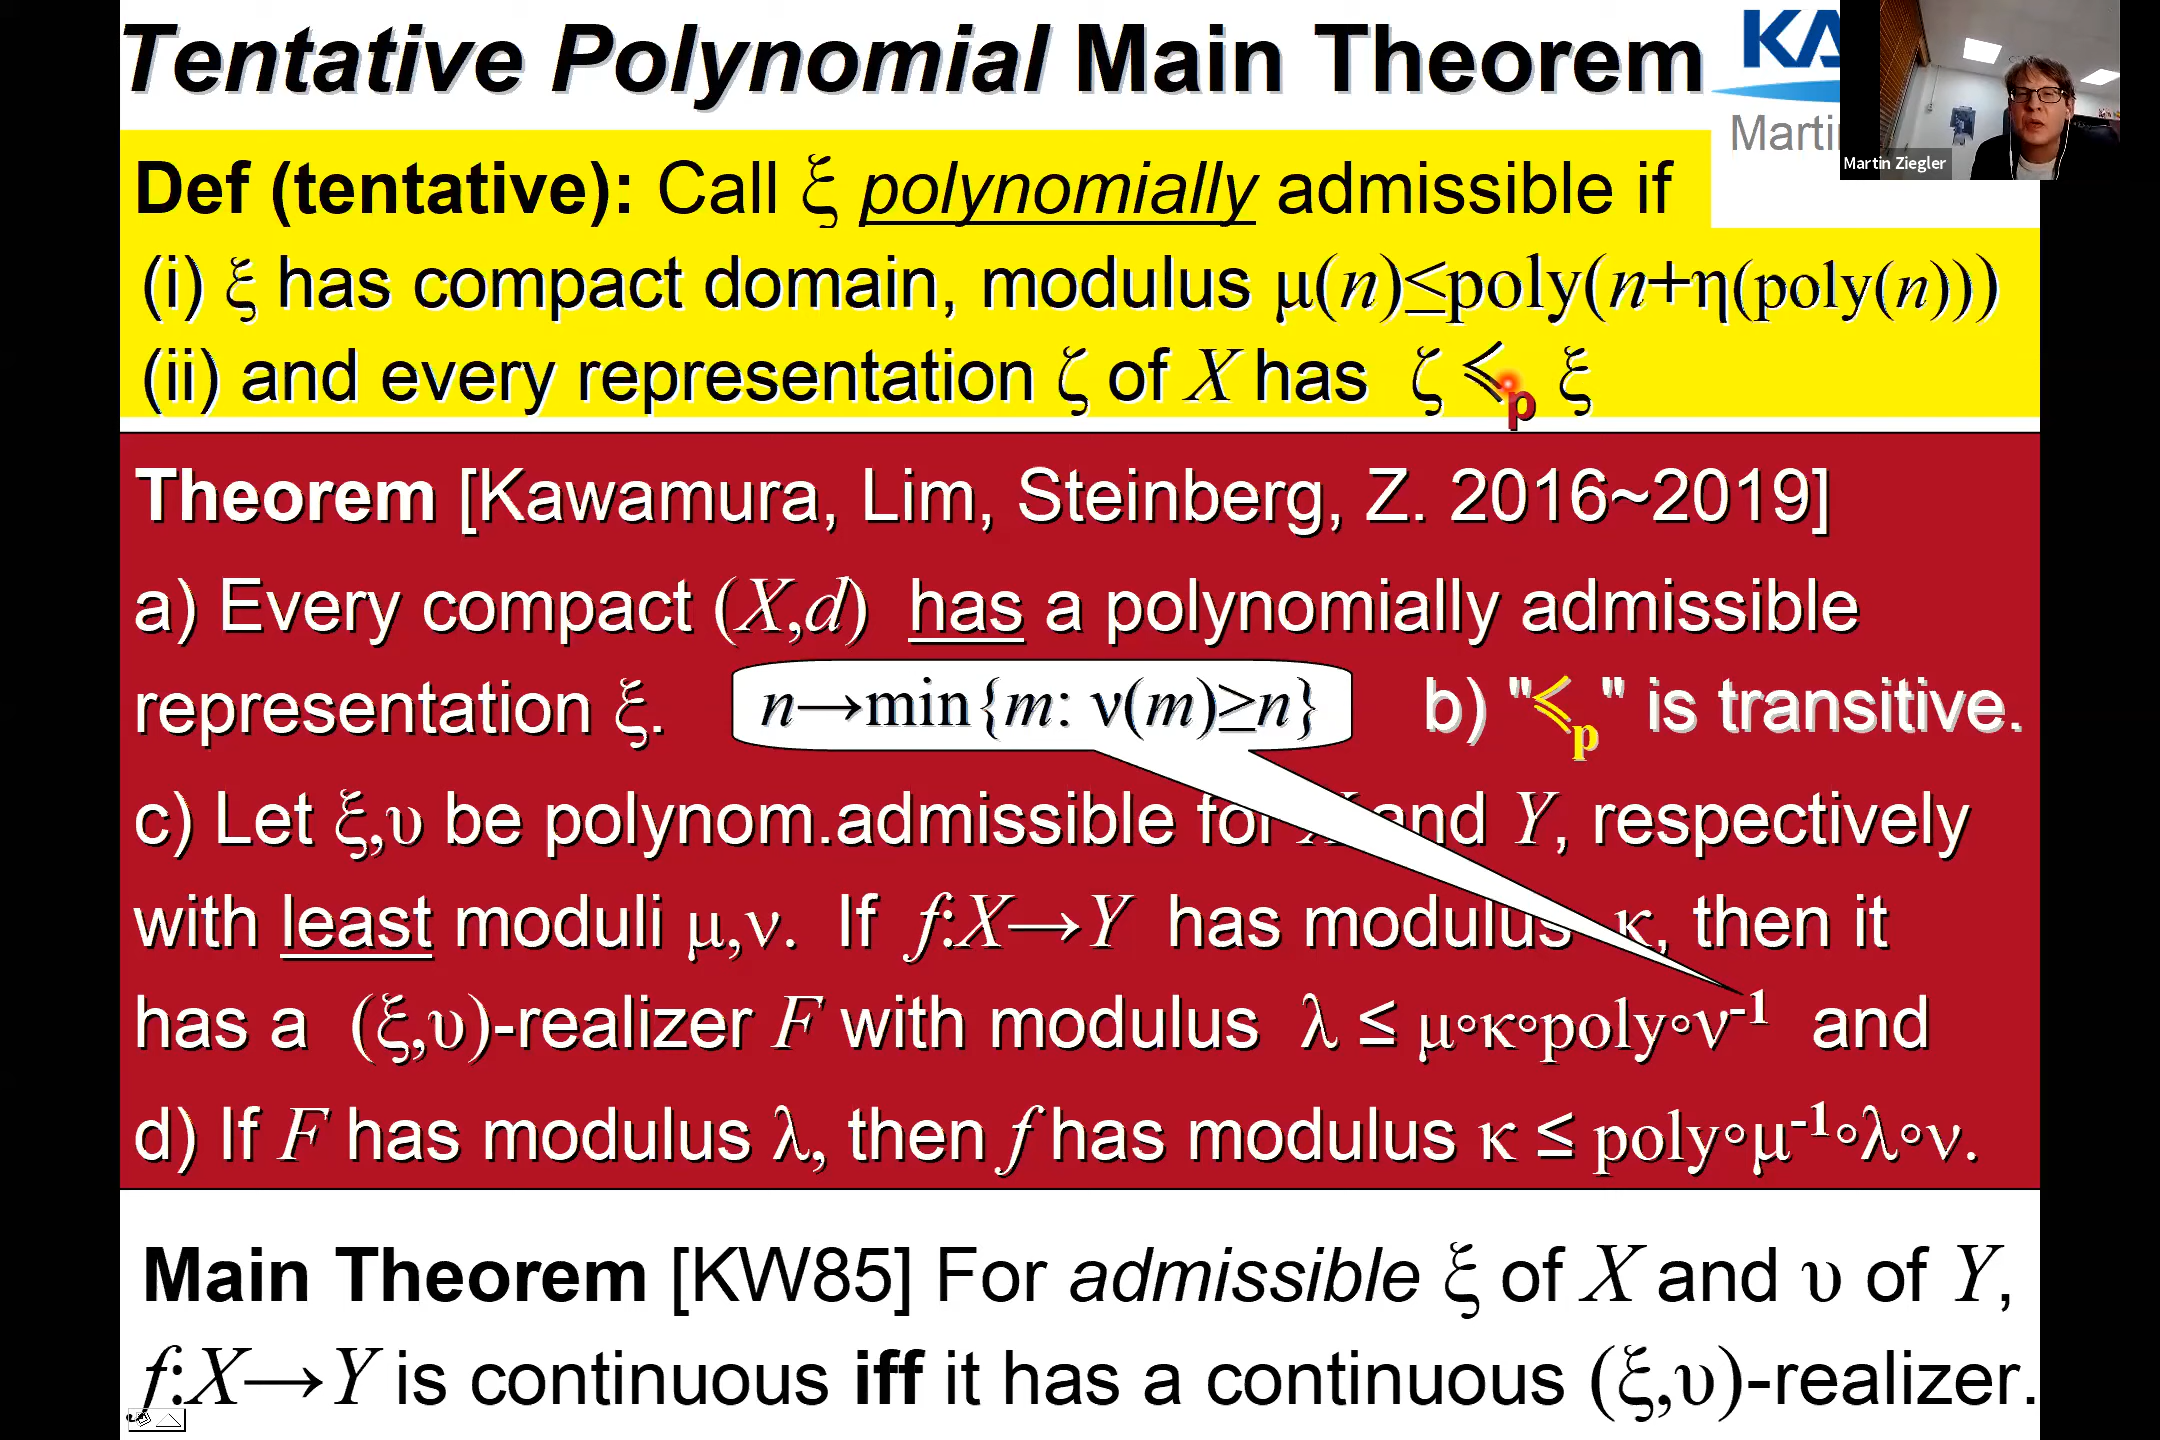 Tentative Polynomial Main Theorem
KA
Marti
Martin Ziegler
Def (tentative): Call ξ polynomially admissible if
(i) ξ has compact domain, modulus μ(n)≤poly(n+η(poly(n)))
(ii) and every representation ζ of X has ζ ≼p ξ
Theorem [Kawamura, Lim, Steinberg, Z. 2016~2019]
a) Every compact (X,d) has a polynomially admissible
representation ξ. n→min{m: ν(m)≥n} b) "≼p" is transitive.
c) Let ξ,υ be polynom.admissible for X and Y, respectively
with least moduli μ,ν. If f:X→Y has modulus κ, then it
has a (ξ,υ)-realizer F with modulus λ ≤ μ∘κ∘poly∘ν⁻¹ and
d) If F has modulus λ, then f has modulus κ ≤ poly∘μ⁻¹∘λ∘ν.
Main Theorem [KW85] For admissible ξ of X and υ of Y,
f:X→Y is continuous iff it has a continuous (ξ,υ)-realizer.